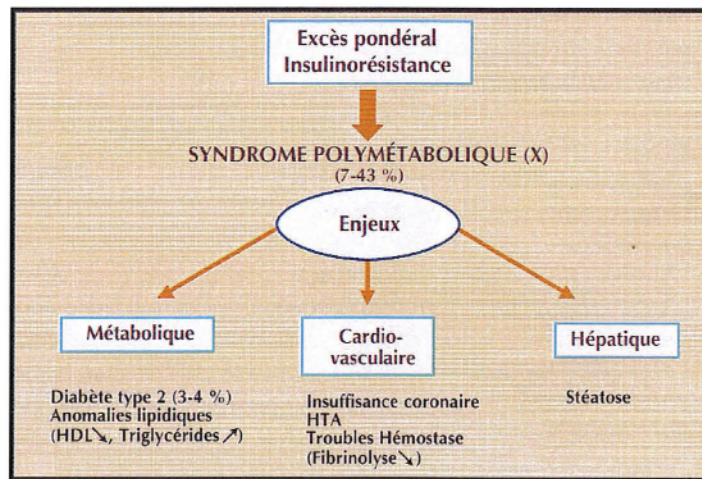 Excès pondéral
Insulinorésistance
SYNDROME POLYMÉTABOLIQUE (X)
(7-43 %)
Enjeux
Métabolique
Diabète type 2 (3-4 %)
Anomalies lipidiques
(HDL↘, Triglycérides↗)
Cardio-
vasculaire
Insuffisance coronaire
HTA
Troubles Hémostase
(Fibrinolyse↘)
Hépatique
Stéatose